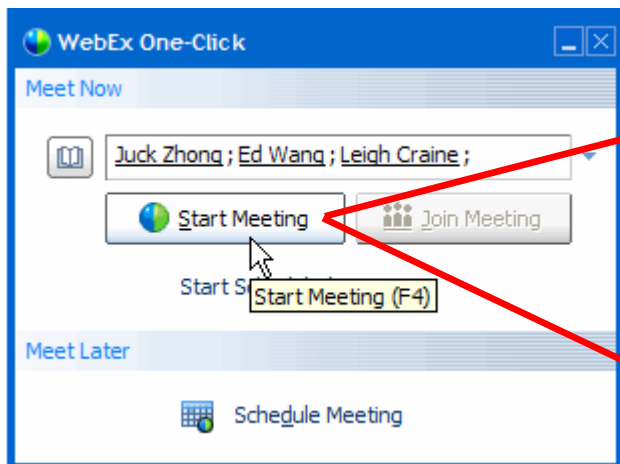 WebEx One-Click
Meet Now
Juck Zhong ; Ed Wang ; Leigh Craine ;
Start Meeting Join Meeting
Start
Start Meeting (F4)
Meet Later
Schedule Meeting